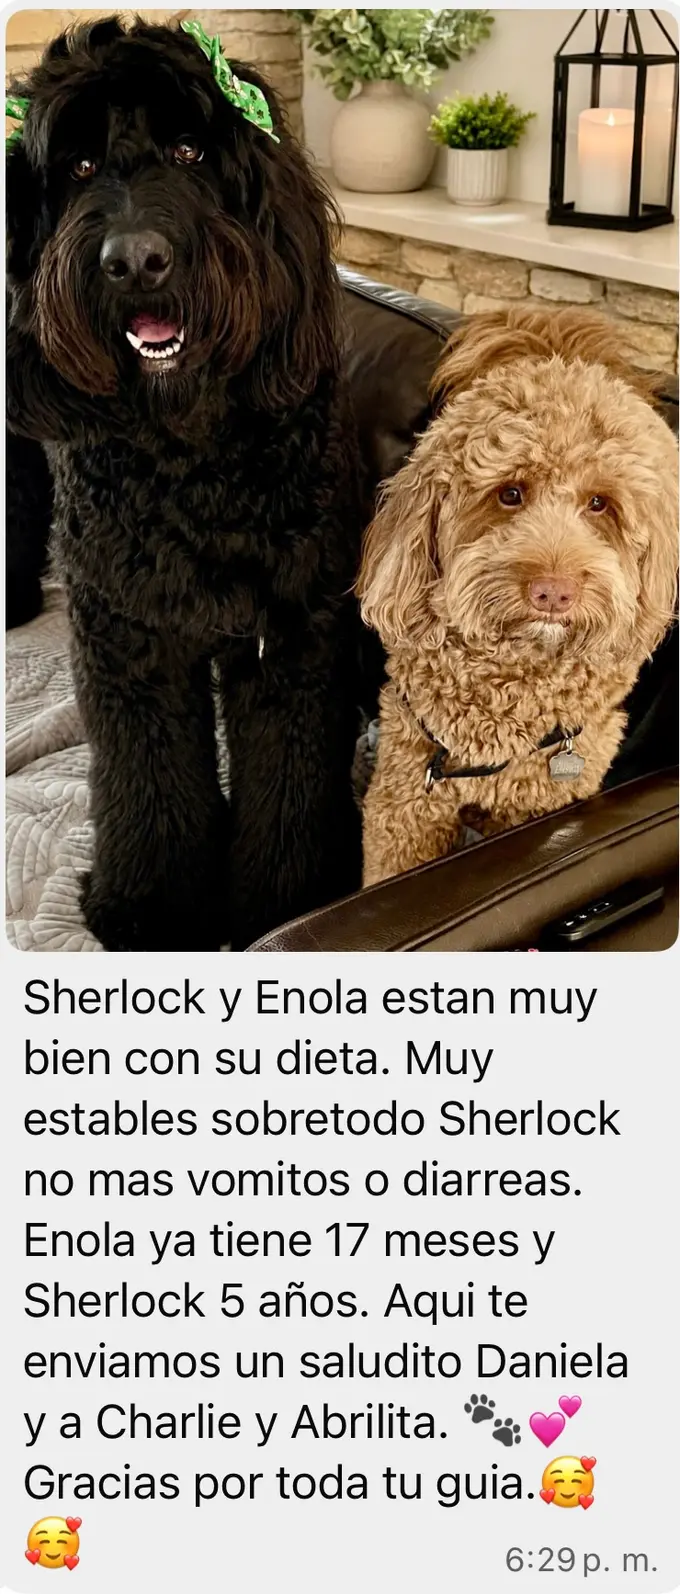 Sherlock y Enola estan muy
bien con su dieta. Muy
estables sobretodo Sherlock
no mas vomitos o diarreas.
Enola ya tiene 17 meses y
Sherlock 5 años. Aqui te
enviamos un saludito Daniela
y a Charlie y Abrilita. 🐾💕
Gracias por toda tu guia.🥰
🥰
6:29 p. m.